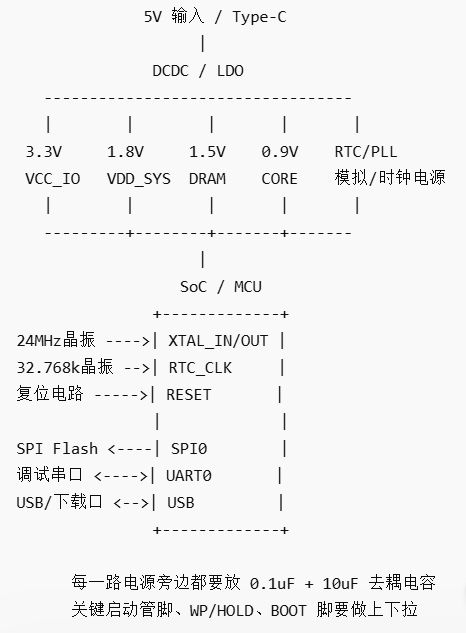 5V 输入 / Type-C
|
DCDC / LDO
---------------------------------
| | | | |
3.3V 1.8V 1.5V 0.9V RTC/PLL
VCC_IO VDD_SYS DRAM CORE 模拟/时钟电源
| | | | |
---------+--------+-------+-------
|
SoC / MCU
+-------------+
24MHz晶振 ---->| XTAL_IN/OUT |
32.768k晶振 -->| RTC_CLK |
复位电路 ----->| RESET |
| |
SPI Flash <----| SPI0 |
调试串口 <---->| UART0 |
USB/下载口 <-->| USB |
+-------------+
每一路电源旁边都要放 0.1uF + 10uF 去耦电容
关键启动管脚、WP/HOLD、BOOT 脚要做上下拉